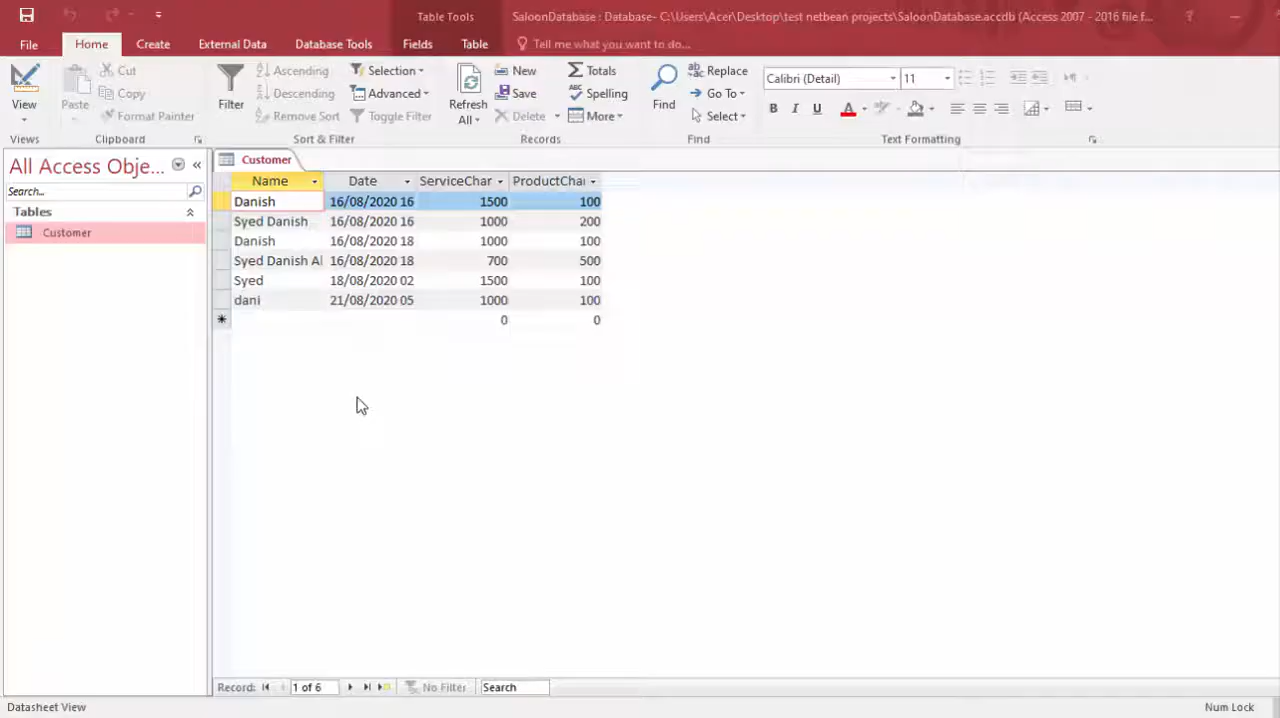 Table Tools
SaloonDatabase : Database- C:\Users\Acer\Desktop\test netbean projects\SaloonDatabase.accdb (Access 2007 - 2016 file f...
?
File Home Create External Data Database Tools Fields Table Tell me what you want to do...
View
Views
Paste
Cut
Copy
Format Painter
Clipboard
Filter
Ascending
Descending
Remove Sort
Selection
Advanced
Toggle Filter
Sort & Filter
Refresh
All
New
Save
Delete
Totals
Spelling
More
Records
Find
Replace
Go To
Select
Find
Calibri (Detail) 11
B I U A
Text Formatting
All Access Obje...
Search...
Tables
Customer
Customer
Name Date ServiceChar ProductChar
Danish 16/08/2020 16 1500 100
Syed Danish 16/08/2020 16 1000 200
Danish 16/08/2020 18 1000 100
Syed Danish Al 16/08/2020 18 700 500
Syed 18/08/2020 02 1500 100
dani 21/08/2020 05 1000 100
* 0 0
Record: 1 of 6 No Filter Search
Datasheet View Num Lock